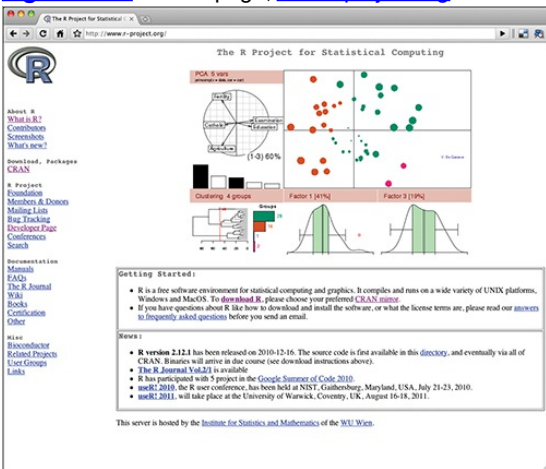 The R Project for Statistical C
http://www.r-project.org/
The R Project for Statistical Computing
R
About R
What is R?
Contributors
Screenshots
What's new?
Download, Packages
CRAN
R Project
Foundation
Members & Donors
Mailing Lists
Bug Tracking
Developer Page
Conferences
Search
Documentation
Manuals
FAQs
The R Journal
Wiki
Books
Certification
Other
Misc
Bioconductor
Related Projects
User Groups
Links
PCA 5 vars
Fertility
Catholic
Examination
Education
Agriculture
(1-3) 60%
Clustering 4 groups
Factor 1 [41%]
Factor 3 [19%]
Groups
Getting Started:
• R is a free software environment for statistical computing and graphics. It compiles and runs on a wide variety of UNIX platforms,
Windows and MacOS. To download R, please choose your preferred CRAN mirror.
• If you have questions about R like how to download and install the software, or what the license terms are, please read our answers
to frequently asked questions before you send an email.
News:
• R version 2.12.1 has been released on 2010-12-16. The source code is first available in this directory, and eventually via all of
CRAN. Binaries will arrive in due course (see download instructions above).
• The R Journal Vol.2/1 is available
• R has participated with 5 project in the Google Summer of Code 2010.
• useR! 2010, the R user conference, has been held at NIST, Gaithersburg, Maryland, USA, July 21-23, 2010.
• useR! 2011, will take place at the University of Warwick, Coventry, UK, August 16-18, 2011.
This server is hosted by the Institute for Statistics and Mathematics of the WU Wien.